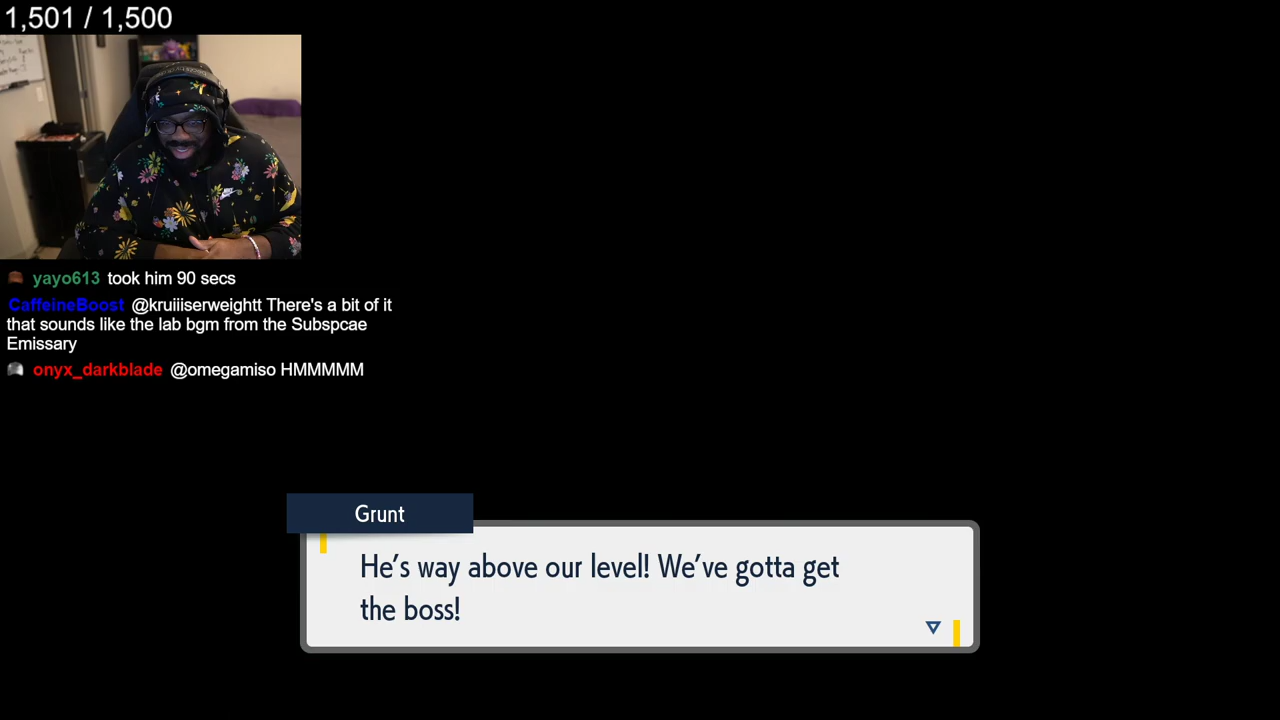 1,501 / 1,500
yayo613 took him 90 secs
CaffeineBoost @kruiiiserweightt There's a bit of it
that sounds like the lab bgm from the Subspcae
Emissary
onyx_darkblade @omegamiso HMMMMM
Grunt
He's way above our level! We've gotta get
the boss!